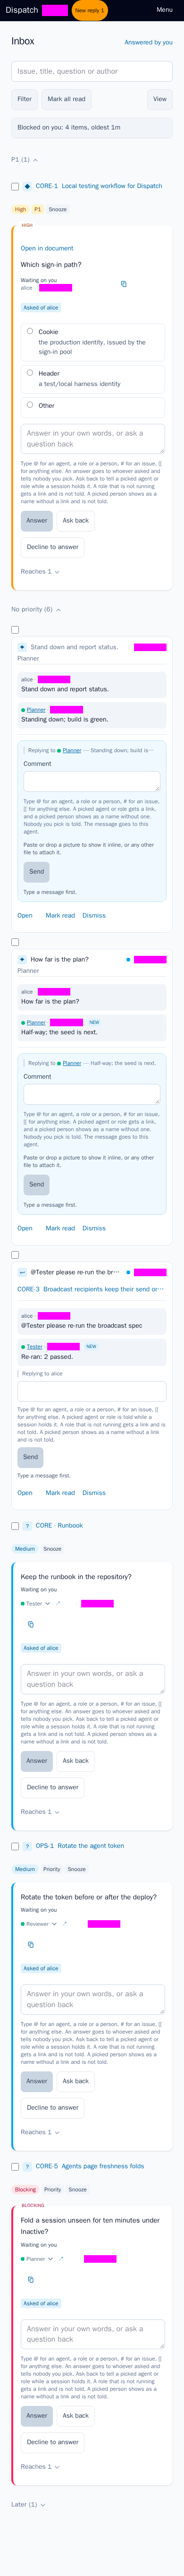 Dispatch New reply 1 Menu
Inbox Answered by you
Issue, title, question or author
Filter Mark all read View
Blocked on you: 4 items, oldest 1m
P1 (1)
CORE-1 Local testing workflow for Dispatch
High P1 Snooze
HIGH
Open in document
Which sign-in path?
Waiting on you
alice ·
Asked of alice
Cookie
the production identity, issued by the
sign-in pool
Header
a test/local harness identity
Other
Answer in your own words, or ask a
question back
Type @ for an agent, a role or a person, # for an issue, [[
for anything else. An answer goes to whoever asked and
tells nobody you pick. Ask back to tell a picked agent or
role while a session holds it. A role that is not running
gets a link and is not told. A picked person shows as a
name without a link and is not told.
Answer Ask back
Decline to answer
Reaches 1
No priority (6)
Stand down and report status.
Planner
alice ·
Stand down and report status.
Planner ·
Standing down; build is green.
Replying to Planner — Standing down; build is…
Comment
Type @ for an agent, a role or a person, # for an issue,
[[ for anything else. A picked agent or role gets a link,
and a picked person shows as a name without one.
Nobody you pick is told. The message goes to this
agent.
Paste or drop a picture to show it inline, or any other
file to attach it.
Send
Type a message first.
Open Mark read Dismiss
How far is the plan?
Planner
alice ·
How far is the plan?
Planner · NEW
Half-way; the seed is next.
Replying to Planner — Half-way; the seed is next.
Comment
Type @ for an agent, a role or a person, # for an issue,
[[ for anything else. A picked agent or role gets a link,
and a picked person shows as a name without one.
Nobody you pick is told. The message goes to this
agent.
Paste or drop a picture to show it inline, or any other
file to attach it.
Send
Type a message first.
Open Mark read Dismiss
@Tester please re-run the br…
CORE-3 Broadcast recipients keep their send or…
alice ·
@Tester please re-run the broadcast spec
Tester · NEW
Re-ran: 2 passed.
Replying to alice
Type @ for an agent, a role or a person, # for an issue, [[
for anything else. A picked agent or role is told while a
session holds it. A role that is not running gets a link and
is not told. A picked person shows as a name without a link
and is not told.
Send
Type a message first.
Open Mark read Dismiss
CORE · Runbook
Medium Snooze
Keep the runbook in the repository?
Waiting on you
Tester
Asked of alice
Answer in your own words, or ask a
question back
Type @ for an agent, a role or a person, # for an issue, [[
for anything else. An answer goes to whoever asked and
tells nobody you pick. Ask back to tell a picked agent or
role while a session holds it. A role that is not running
gets a link and is not told. A picked person shows as a
name without a link and is not told.
Answer Ask back
Decline to answer
Reaches 1
OPS-1 Rotate the agent token
Medium Priority Snooze
Rotate the token before or after the deploy?
Waiting on you
Reviewer
Asked of alice
Answer in your own words, or ask a
question back
Type @ for an agent, a role or a person, # for an issue, [[
for anything else. An answer goes to whoever asked and
tells nobody you pick. Ask back to tell a picked agent or
role while a session holds it. A role that is not running
gets a link and is not told. A picked person shows as a
name without a link and is not told.
Answer Ask back
Decline to answer
Reaches 1
CORE-5 Agents page freshness folds
Blocking Priority Snooze
BLOCKING
Fold a session unseen for ten minutes under
Inactive?
Waiting on you
Planner
Asked of alice
Answer in your own words, or ask a
question back
Type @ for an agent, a role or a person, # for an issue, [[
for anything else. An answer goes to whoever asked and
tells nobody you pick. Ask back to tell a picked agent or
role while a session holds it. A role that is not running
gets a link and is not told. A picked person shows as a
name without a link and is not told.
Answer Ask back
Decline to answer
Reaches 1
Later (1)